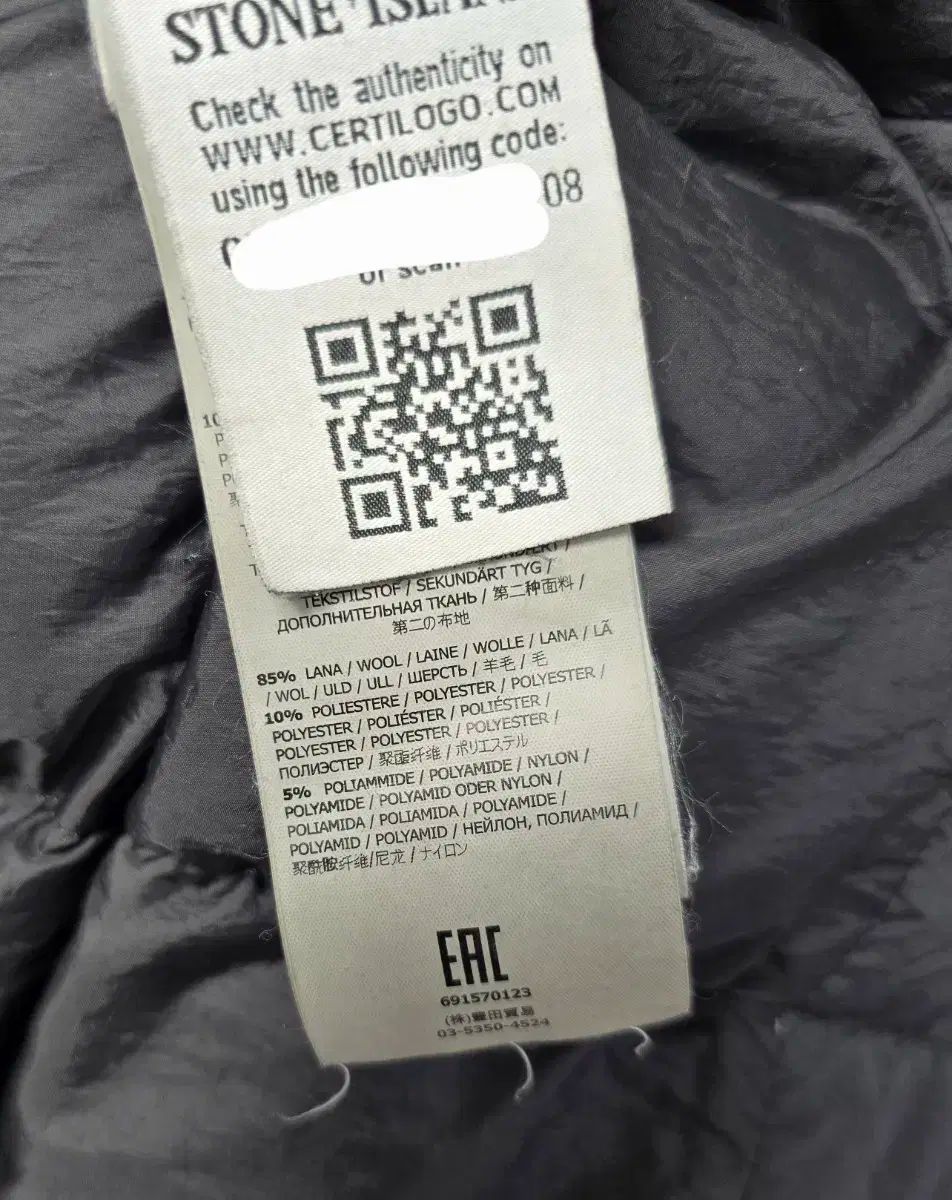 STONE ISLAND
Check the authenticity on
WWW.CERTILOGO.COM
using the following code:
08
or scan
10
P
P
TEKSTILSTOF / SEKUNDÄRT TYG /
ДОПОЛНИТЕЛЬНАЯ ТКАНЬ / 第二种面料 /
第二の布地
85% LANA / WOOL / LAINE / WOLLE / LANA / LÃ
/ WOL / ULD / ULL / ШЕРСТЬ / 羊毛 / 毛
10% POLIESTERE / POLYESTER / POLYESTER /
POLYESTER / POLIÉSTER / POLIÉSTER /
POLYESTER / POLYESTER / POLYESTER /
ПОЛИЭСТЕР / 聚酯纤维 / ポリエステル
5% POLIAMMIDE / POLYAMIDE / NYLON /
POLYAMIDE / POLYAMID ODER NYLON /
POLIAMIDA / POLIAMIDA / POLYAMIDE /
POLYAMID / POLYAMID / НЕЙЛОН, ПОЛИАМИД /
聚酰胺纤维/尼龙 / ナイロン
EAC
691570123
(株)豊田貿易
03-5350-4524